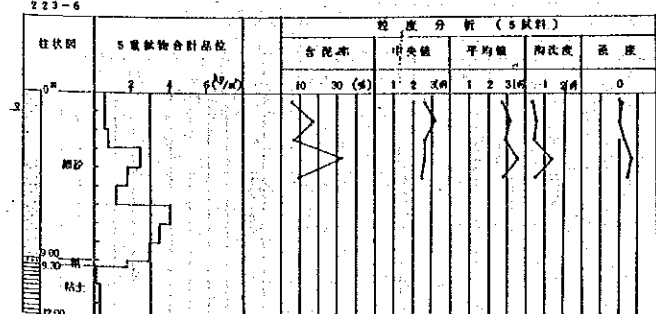 223-6
粒度分析（5試料）
柱状図 5重鉱物合計品位 含泥率 中央値 平均値 淘汰度 歪度
2 4 6(kg/m³) 10 30 (%) 1 2 3(φ) 1 2 3(φ) 1 2(φ) 0
0m
細砂
9.00
9.30
粘土
12.00